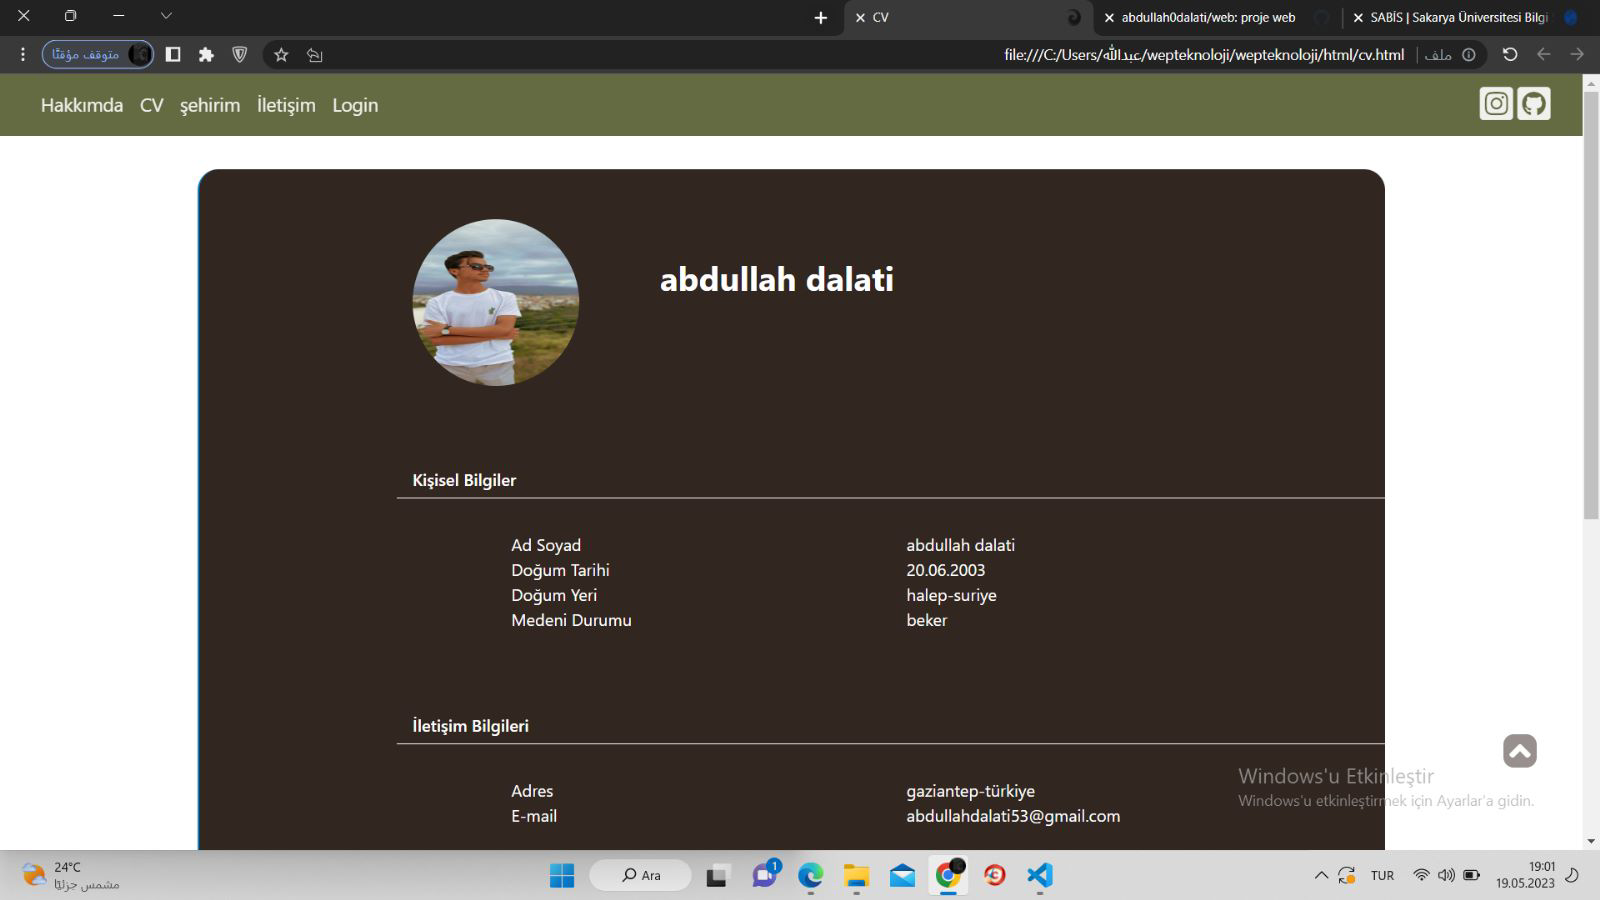 CV
abdullah0dalati/web: proje web
SABİS | Sakarya Üniversitesi Bilgi
متوقف مؤقتًا
file:///C:/Users/عبدالله/wepteknoloji/wepteknoloji/html/cv.html
ملف
Hakkımda CV şehirim İletişim Login
abdullah dalati
Kişisel Bilgiler
Ad Soyad abdullah dalati
Doğum Tarihi 20.06.2003
Doğum Yeri halep-suriye
Medeni Durumu beker
İletişim Bilgileri
Adres gaziantep-türkiye
E-mail abdullahdalati53@gmail.com
Windows'u Etkinleştir
Windows'u etkinleştirmek için Ayarlar'a gidin.
24°C
مشمس جزئيًا
Ara
1
TUR
19:01
19.05.2023